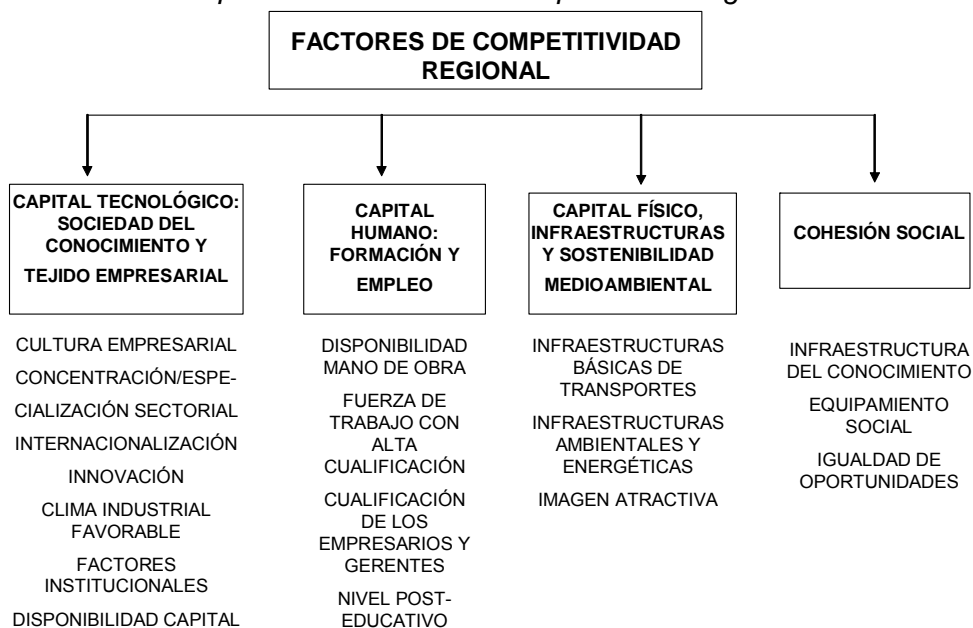 FACTORES DE COMPETITIVIDAD
REGIONAL
CAPITAL TECNOLÓGICO:
SOCIEDAD DEL
CONOCIMIENTO Y
TEJIDO EMPRESARIAL
CULTURA EMPRESARIAL
CONCENTRACIÓN/ESPE-
CIALIZACIÓN SECTORIAL
INTERNACIONALIZACIÓN
INNOVACIÓN
CLIMA INDUSTRIAL
FAVORABLE
FACTORES
INSTITUCIONALES
DISPONIBILIDAD CAPITAL
CAPITAL
HUMANO:
FORMACIÓN Y
EMPLEO
DISPONIBILIDAD
MANO DE OBRA
FUERZA DE
TRABAJO CON
ALTA
CUALIFICACIÓN
CUALIFICACIÓN
DE LOS
EMPRESARIOS Y
GERENTES
NIVEL POST-
EDUCATIVO
CAPITAL FÍSICO,
INFRAESTRUCTURAS
Y SOSTENIBILIDAD
MEDIOAMBIENTAL
INFRAESTRUCTURAS
BÁSICAS DE
TRANSPORTES
INFRAESTRUCTURAS
AMBIENTALES Y
ENERGÉTICAS
IMAGEN ATRACTIVA
COHESIÓN SOCIAL
INFRAESTRUCTURA
DEL CONOCIMIENTO
EQUIPAMIENTO
SOCIAL
IGUALDAD DE
OPORTUNIDADES